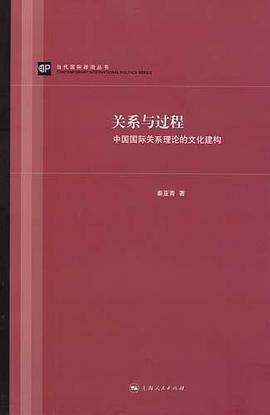 当代国际政治丛书
CONTEMPORARY INTERNATIONAL POLITICS SERIES
关系与过程
中国国际关系理论的文化建构
秦亚青 著
上海人民出版社